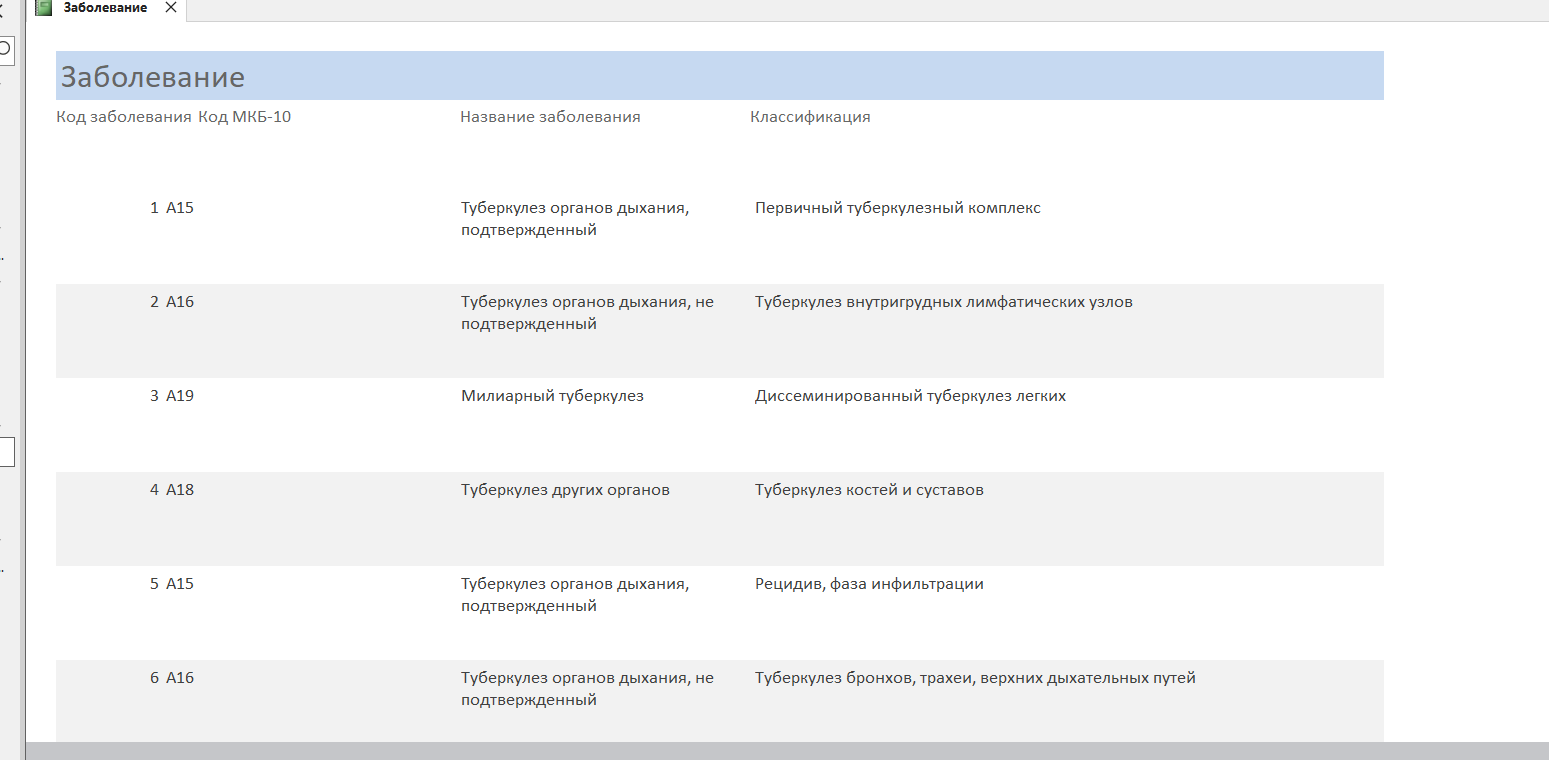 Заболевание
Заболевание
Код заболевания Код МКБ-10 Название заболевания Классификация
1 A15 Туберкулез органов дыхания, Первичный туберкулезный комплекс
подтвержденный
2 A16 Туберкулез органов дыхания, не Туберкулез внутригрудных лимфатических узлов
подтвержденный
3 A19 Милиарный туберкулез Диссеминированный туберкулез легких
4 A18 Туберкулез других органов Туберкулез костей и суставов
5 A15 Туберкулез органов дыхания, Рецидив, фаза инфильтрации
подтвержденный
6 A16 Туберкулез органов дыхания, не Туберкулез бронхов, трахеи, верхних дыхательных путей
подтвержденный